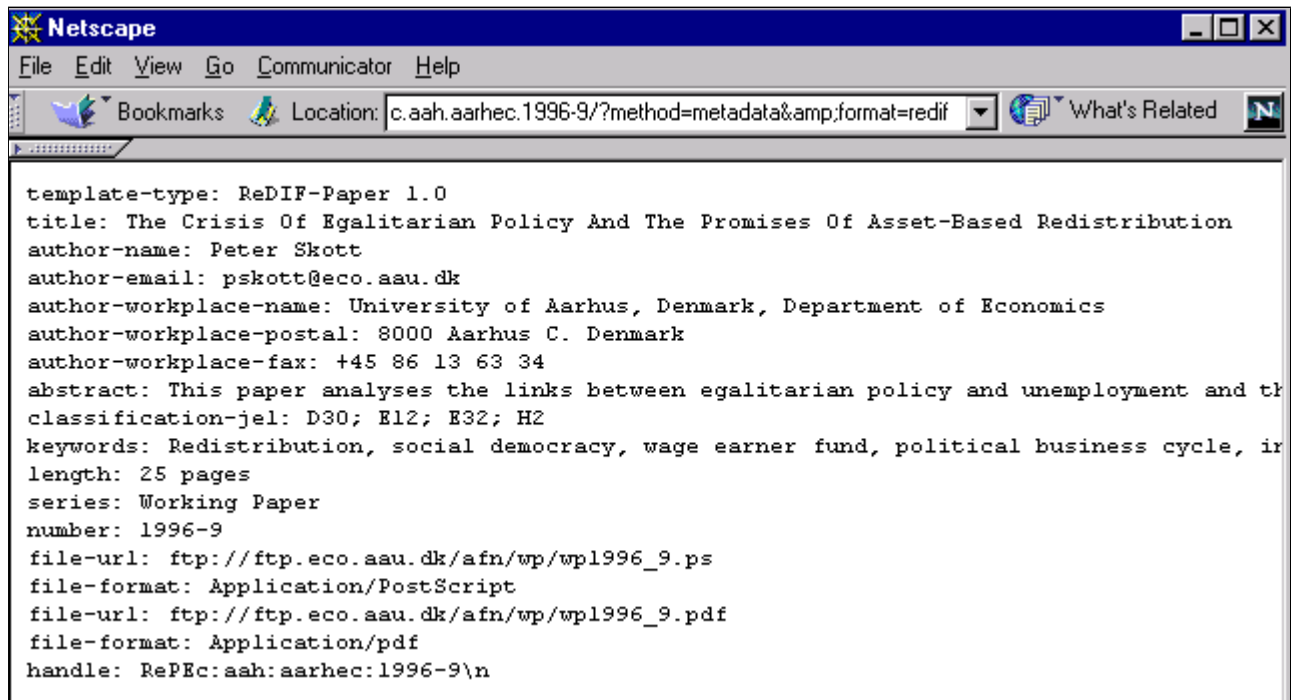 Netscape
File Edit View Go Communicator Help
Bookmarks Location: c.aah.aarhec.1996-9/?method=metadata&amp;format=redif What's Related N
template-type: ReDIF-Paper 1.0
title: The Crisis Of Egalitarian Policy And The Promises Of Asset-Based Redistribution
author-name: Peter Skott
author-email: pskott@eco.aau.dk
author-workplace-name: University of Aarhus, Denmark, Department of Economics
author-workplace-postal: 8000 Aarhus C. Denmark
author-workplace-fax: +45 86 13 63 34
abstract: This paper analyses the links between egalitarian policy and unemployment and th
classification-jel: D30; E12; E32; H2
keywords: Redistribution, social democracy, wage earner fund, political business cycle, in
length: 25 pages
series: Working Paper
number: 1996-9
file-url: ftp://ftp.eco.aau.dk/afn/wp/wp1996_9.ps
file-format: Application/PostScript
file-url: ftp://ftp.eco.aau.dk/afn/wp/wp1996_9.pdf
file-format: Application/pdf
handle: RePEc:aah:aarhec:1996-9\n